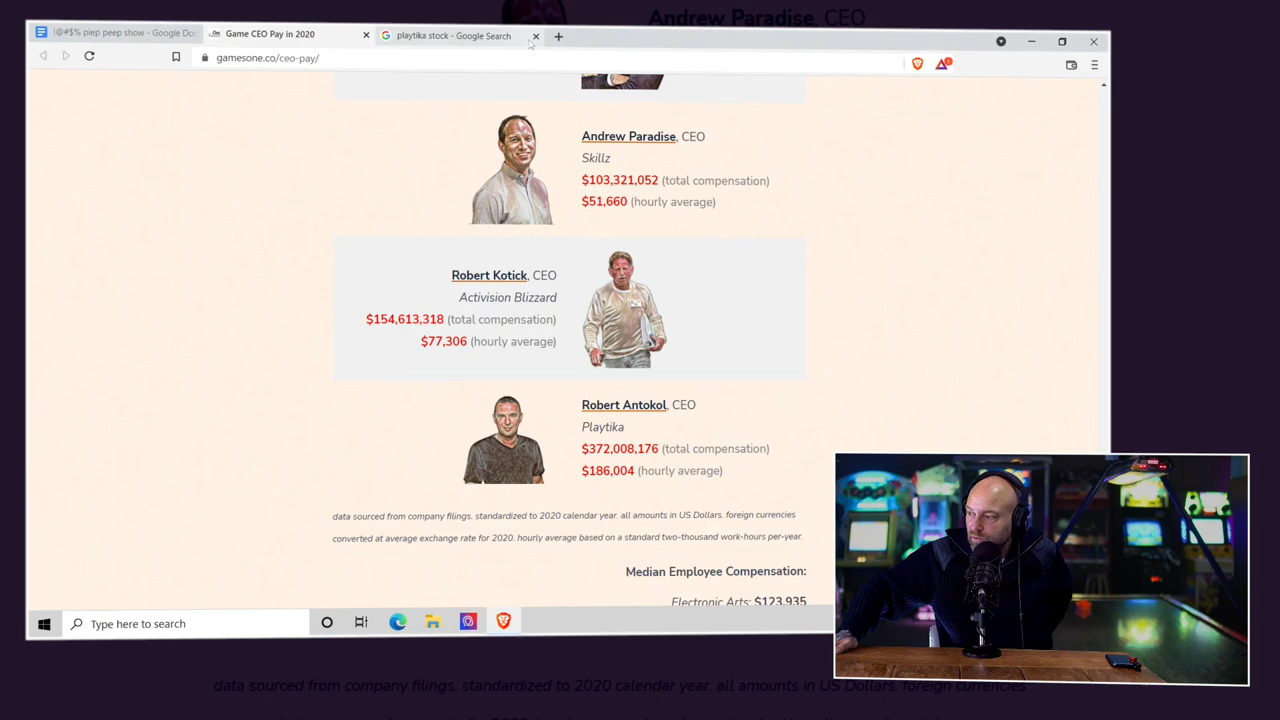 Andrew Paradise, CEO
!@#$% piep peep show - Google Doc
Game CEO Pay in 2020
playtika stock - Google Search
gamesone.co/ceo-pay/
Andrew Paradise, CEO
Skillz
$103,321,052 (total compensation)
$51,660 (hourly average)
Robert Kotick, CEO
Activision Blizzard
$154,613,318 (total compensation)
$77,306 (hourly average)
Robert Antokol, CEO
Playtika
$372,008,176 (total compensation)
$186,004 (hourly average)
data sourced from company filings. standardized to 2020 calendar year. all amounts in US Dollars. foreign currencies
converted at average exchange rate for 2020. hourly average based on a standard two-thousand work-hours per-year.
Median Employee Compensation:
Electronic Arts: $123,935
Type here to search
data sourced from company filings. standardized to 2020 calendar year. all amounts in US Dollars. foreign currencies